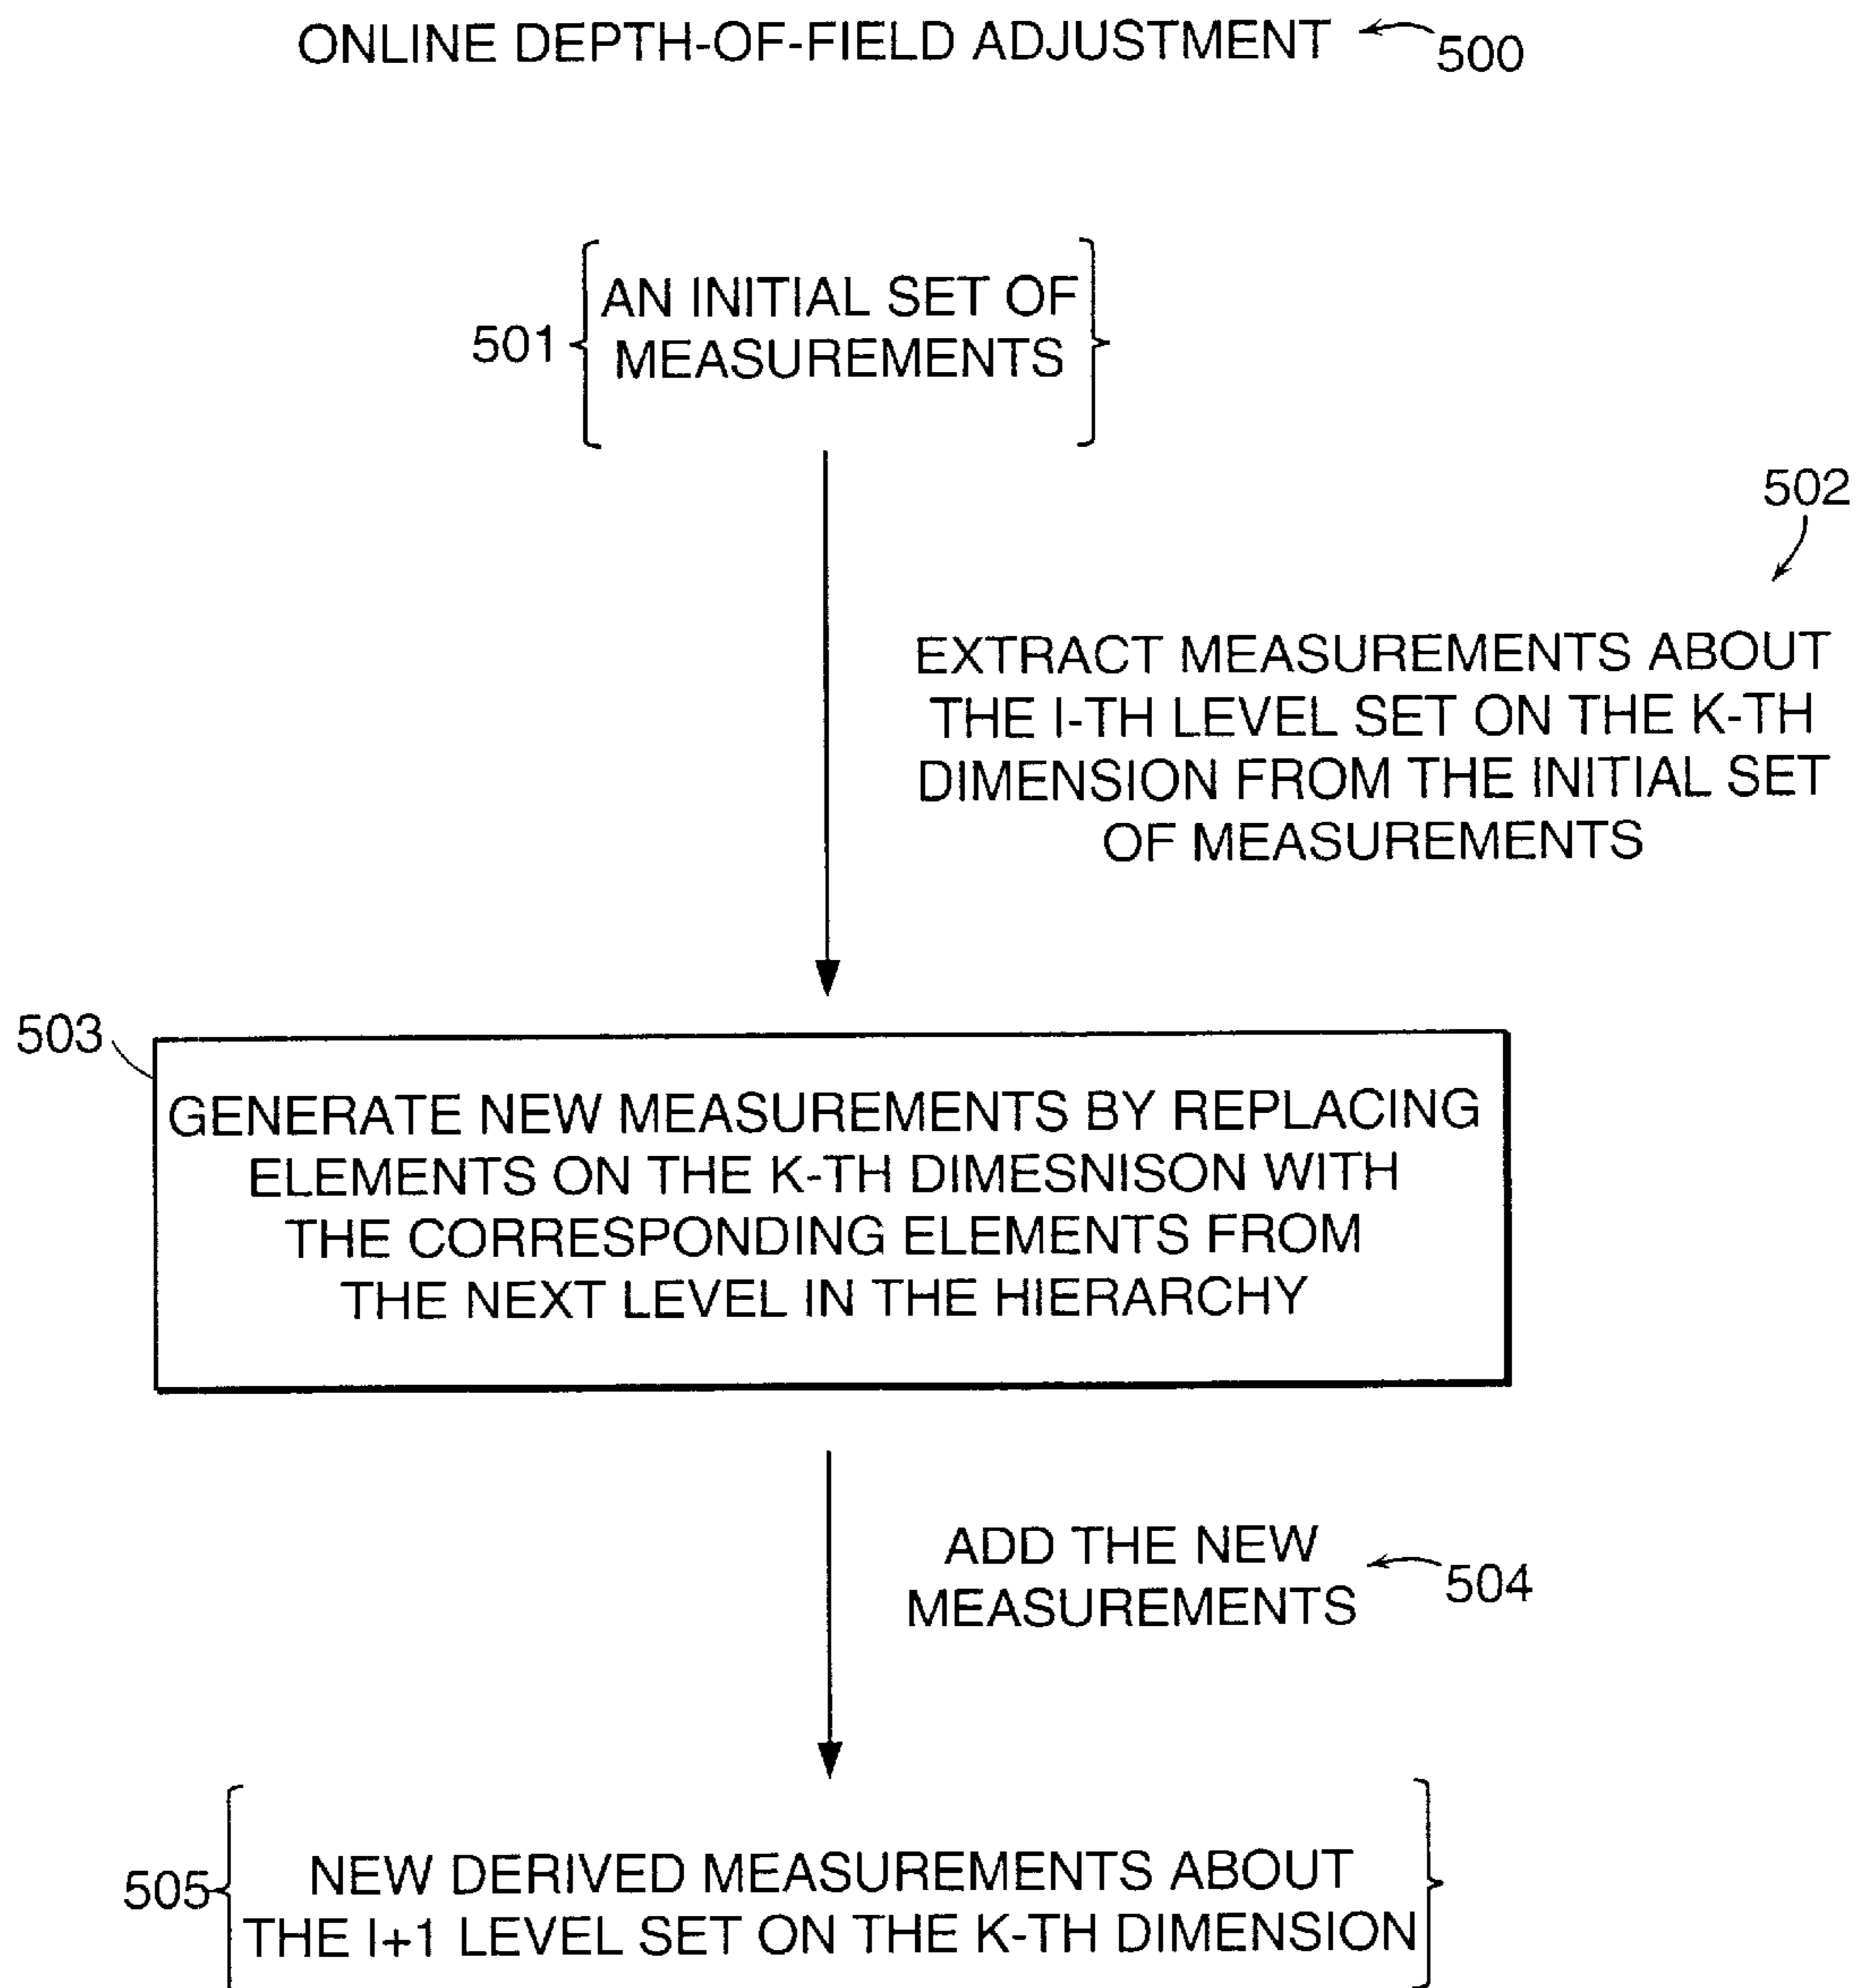 ONLINE DEPTH-OF-FIELD ADJUSTMENT 500
AN INITIAL SET OF
501
MEASUREMENTS
502
EXTRACT MEASUREMENTS ABOUT
THE I-TH LEVEL SET ON THE K-TH
DIMENSION FROM THE INITIAL SET
OF MEASUREMENTS
503
GENERATE NEW MEASUREMENTS BY REPLACING
ELEMENTS ON THE K-TH DIMESNISON WITH
THE CORRESPONDING ELEMENTS FROM
THE NEXT LEVEL IN THE HIERARCHY
ADD THE NEW
MEASUREMENTS
504
NEW DERIVED MEASUREMENTS ABOUT
505
THE I+1 LEVEL SET ON THE K-TH DIMENSION